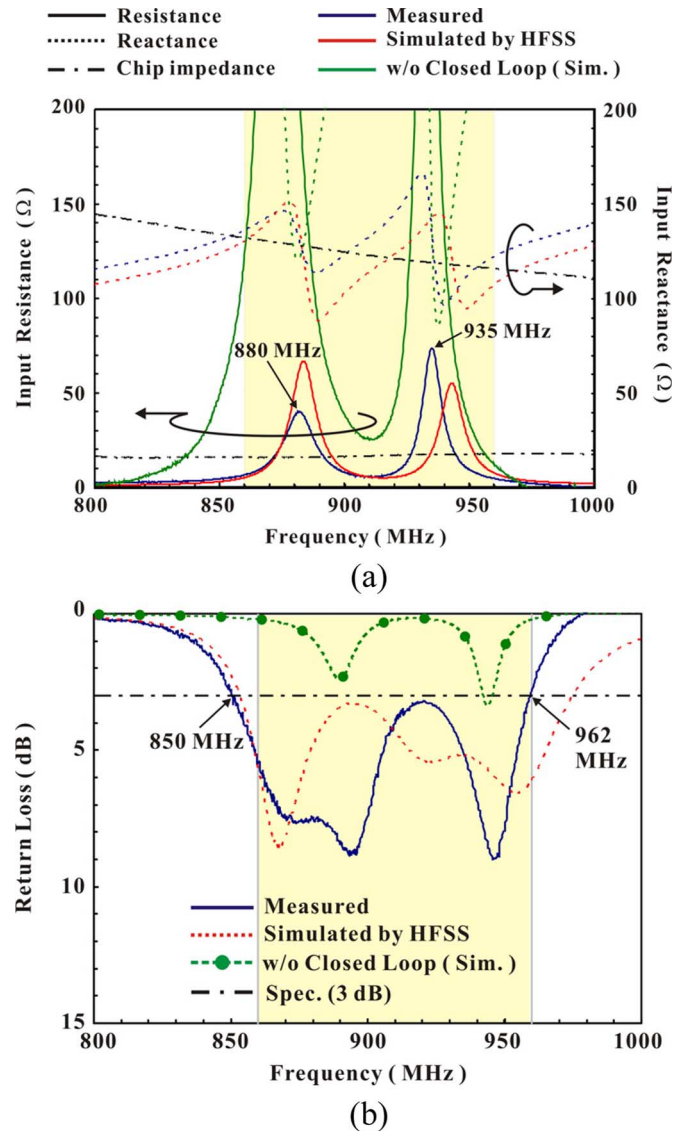 Resistance
Measured
Reactance
Simulated by HFSS
Chip impedance
w/o Closed Loop ( Sim. )
200
200
150
150
100
100
50
50
0
0
Input Resistance ( Ω )
Input Reactance ( Ω )
880 MHz
935 MHz
800
850
900
950
1000
Frequency ( MHz )
(a)
0
5
10
15
Return Loss ( dB )
850 MHz
962
MHz
Measured
Simulated by HFSS
w/o Closed Loop ( Sim. )
Spec. (3 dB)
800
850
900
950
1000
Frequency ( MHz )
(b)